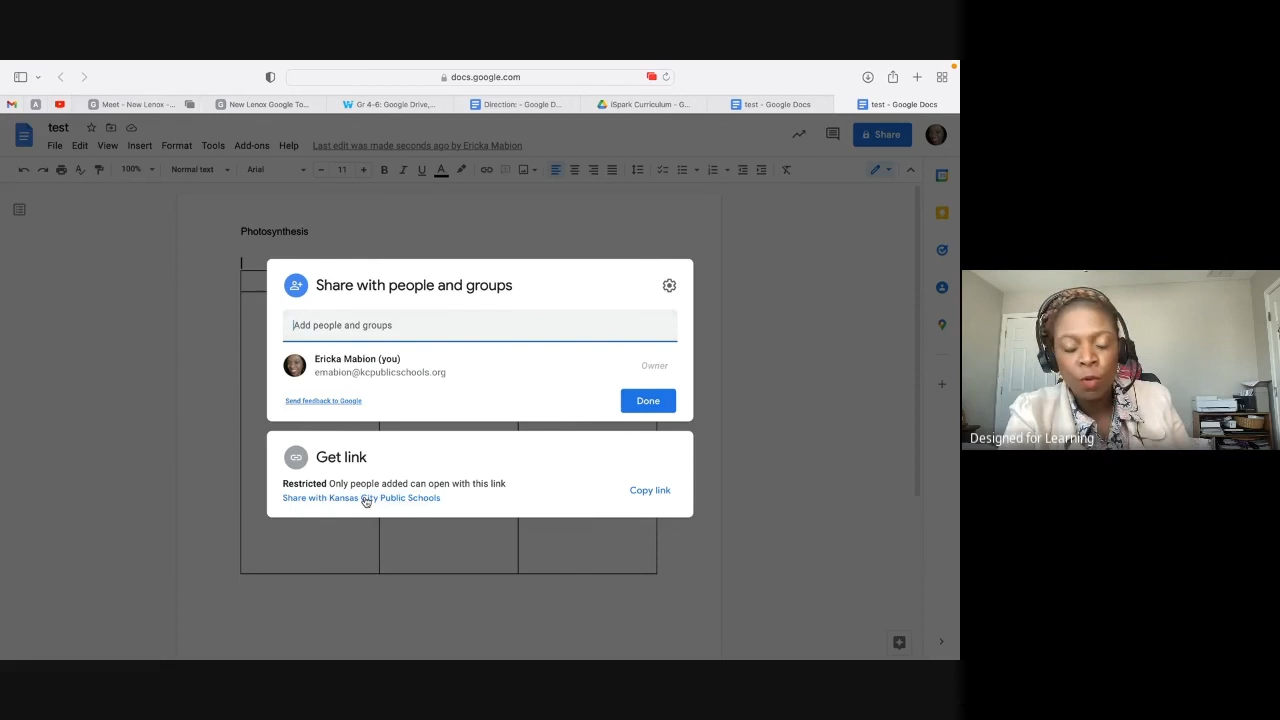 docs.google.com
Meet - New Lenox -...
New Lenox Google To...
Gr 4-6: Google Drive,...
Direction: - Google D...
iSpark Curriculum - G...
test - Google Docs
test - Google Docs
test
File Edit View Insert Format Tools Add-ons Help Last edit was made seconds ago by Ericka Mabion
Share
100% Normal text Arial 11 B I U A
Photosynthesis
Share with people and groups
Add people and groups
Ericka Mabion (you)
emabion@kcpublicschools.org
Owner
Send feedback to Google
Done
Get link
Restricted Only people added can open with this link
Share with Kansas City Public Schools
Copy link
Designed for Learning